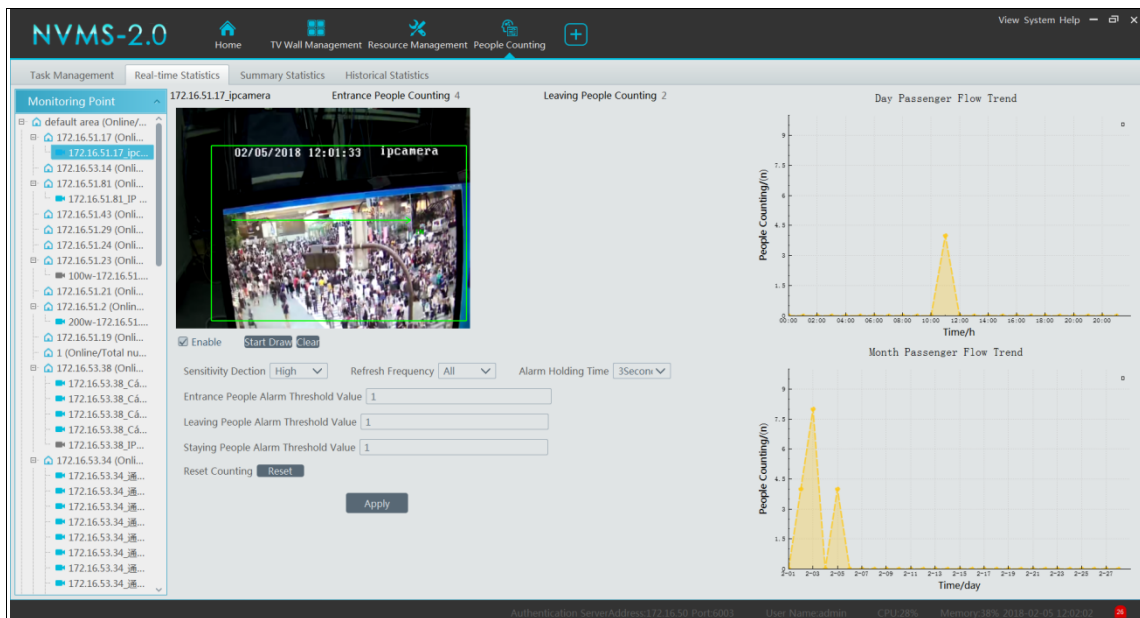 NVMS-2.0
Home TV Wall Management Resource Management People Counting
View System Help
Task Management Real-time Statistics Summary Statistics Historical Statistics
Monitoring Point
default area (Online/...
172.16.51.17 (Onli...
172.16.51.17_ipc...
172.16.53.14 (Onli...
172.16.51.81 (Onli...
172.16.51.81_IP ...
172.16.51.43 (Onli...
172.16.51.29 (Onli...
172.16.51.24 (Onli...
172.16.51.23 (Onli...
100w-172.16.51....
172.16.51.21 (Onli...
172.16.51.2 (Onlin...
200w-172.16.51....
172.16.51.19 (Onli...
1 (Online/Total nu...
172.16.53.38 (Onli...
172.16.53.38_Cá...
172.16.53.38_Cá...
172.16.53.38_Cá...
172.16.53.38_Cá...
172.16.53.38_IP...
172.16.53.34 (Onli...
172.16.53.34_通...
172.16.53.34_通...
172.16.53.34_通...
172.16.53.34_通...
172.16.53.34_通...
172.16.53.34_通...
172.16.53.34_通...
172.16.53.34_通...
172.16.51.17_ipcamera Entrance People Counting 4 Leaving People Counting 2
02/05/2018 12:01:33 ipcamera
Enable Start Draw Clear
Sensitivity Dection High Refresh Frequency All Alarm Holding Time 3Secon
Entrance People Alarm Threshold Value 1
Leaving People Alarm Threshold Value 1
Staying People Alarm Threshold Value 1
Reset Counting Reset
Apply
Day Passenger Flow Trend
People Counting/(n)
9
7.5
6
4.5
3
1.5
00:00 02:00 04:00 06:00 08:00 10:00 12:00 14:00 16:00 18:00 20:00 22:00
Time/h
Month Passenger Flow Trend
People Counting/(n)
9
7.5
6
4.5
3
1.5
2-01 2-03 2-05 2-07 2-09 2-11 2-13 2-15 2-17 2-19 2-21 2-23 2-25 2-27
Time/day
Authentication ServerAddress:172.16.50 Port:6003 User Name:admin CPU:28% Memory:38% 2018-02-05 12:02:02 26